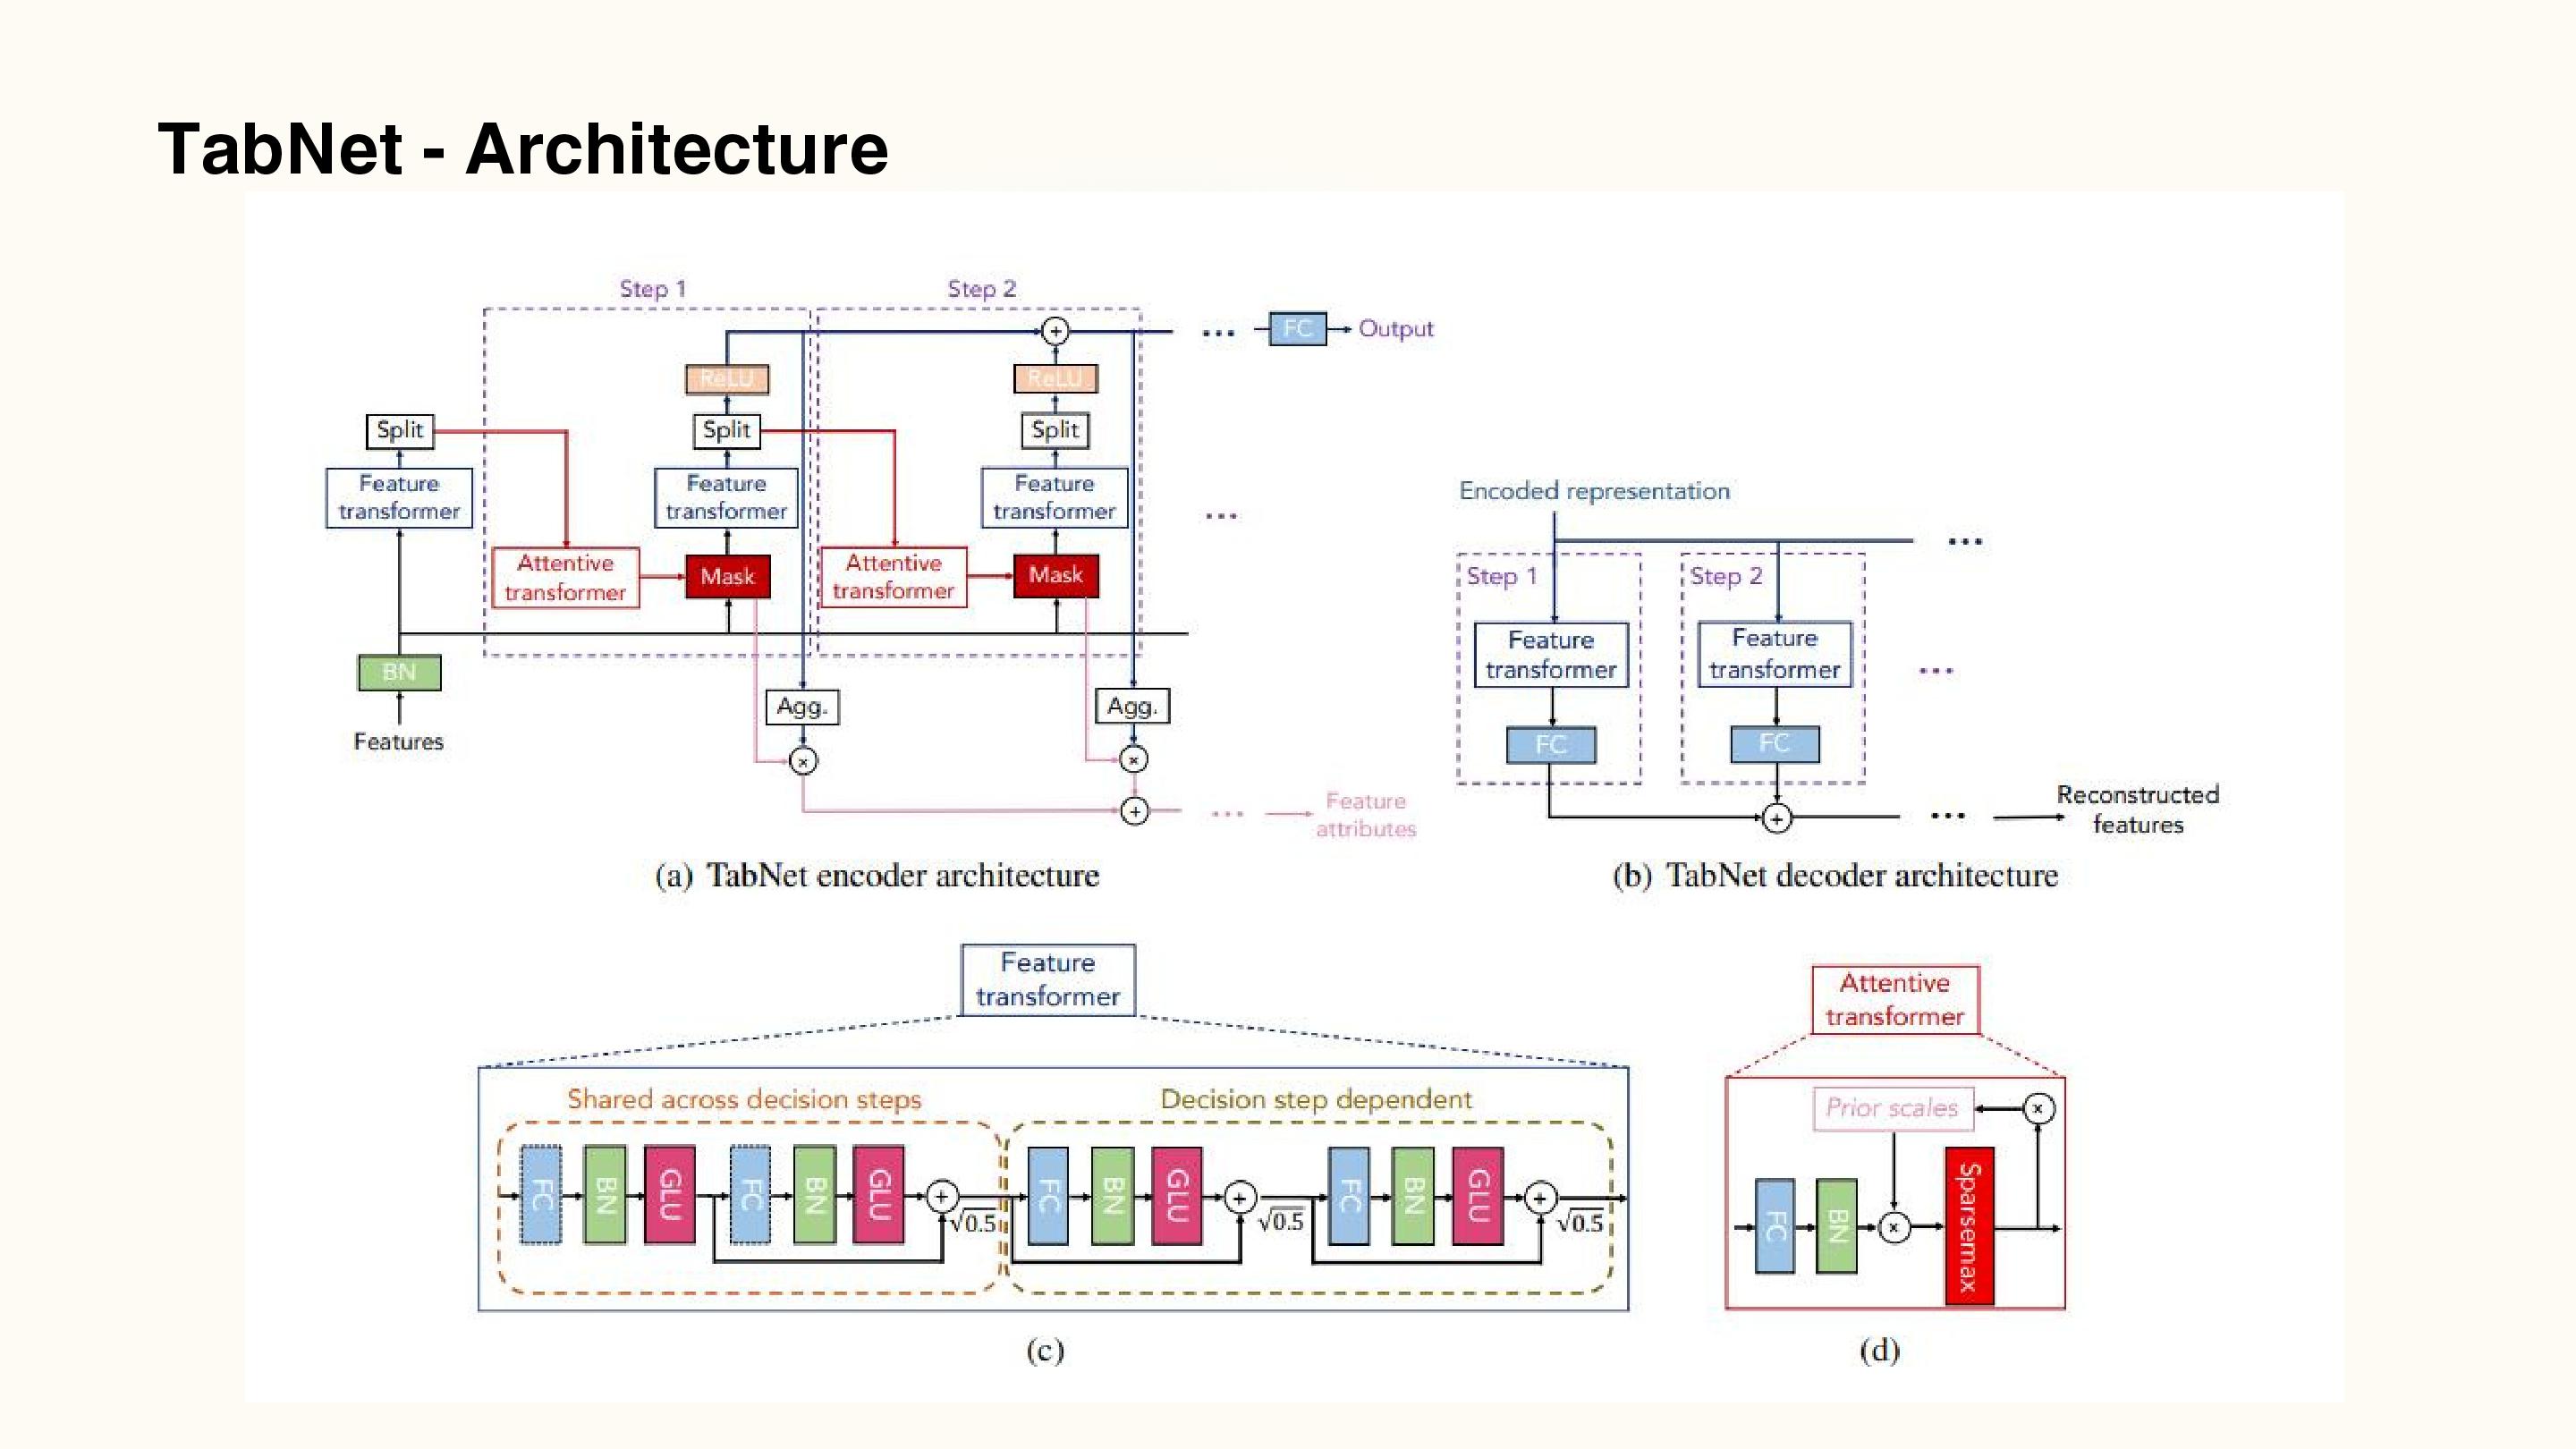 TabNet - Architecture
Step 1
Step 2
FC
Output
ReLU
ReLU
Split
Split
Split
Feature
transformer
Feature
transformer
Feature
transformer
Attentive
transformer
Mask
Attentive
transformer
Mask
BN
Features
Agg.
Agg.
×
×
+
+
...
...
...
Feature
attributes
(a) TabNet encoder architecture
Encoded representation
...
Step 1
Step 2
Feature
transformer
Feature
transformer
...
FC
FC
+
...
Reconstructed
features
(b) TabNet decoder architecture
Feature
transformer
Shared across decision steps
Decision step dependent
FC
BN
GLU
FC
BN
GLU
+
√0.5
FC
BN
GLU
+
√0.5
FC
BN
GLU
+
√0.5
(c)
Attentive
transformer
Prior scales
×
FC
BN
×
Sparsemax
(d)